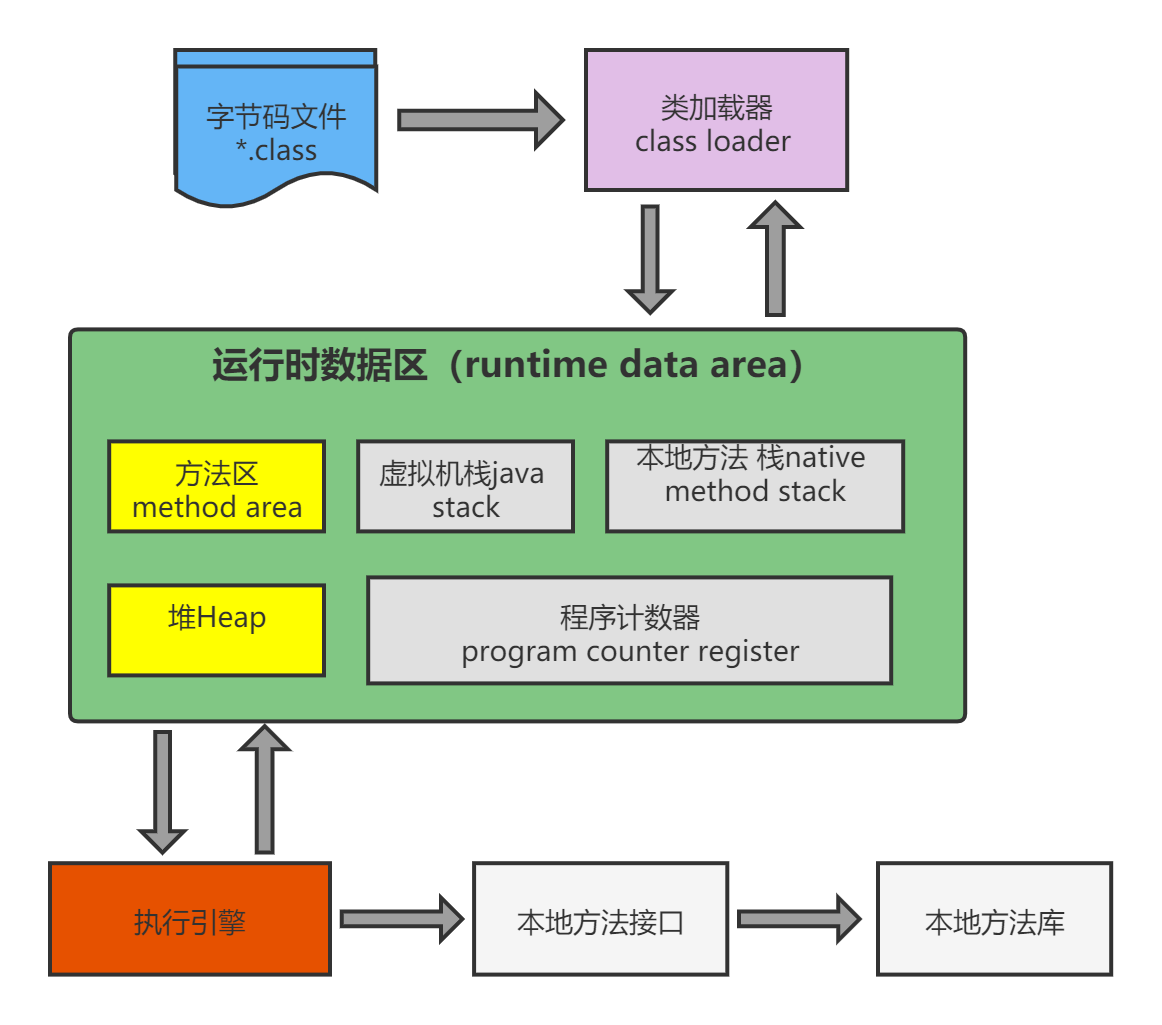 字节码文件
*.class
类加载器
class loader
运行时数据区（runtime data area）
方法区
method area
虚拟机栈java
stack
本地方法 栈native
method stack
堆Heap
程序计数器
program counter register
执行引擎
本地方法接口
本地方法库